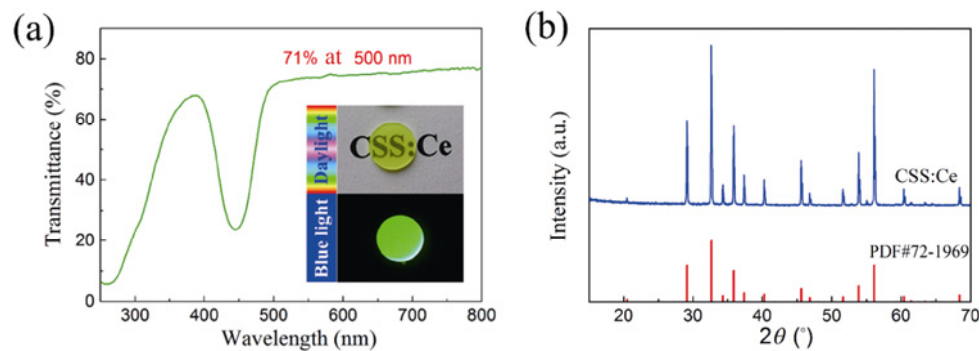 (a)
71% at 500 nm
Transmittance (%)
80
60
40
20
0
Daylight
CSS:Ce
Blue light
300
400
500
600
700
800
Wavelength (nm)
(b)
Intensity (a.u.)
CSS:Ce
PDF#72-1969
20
30
40
50
60
70
2θ (°)